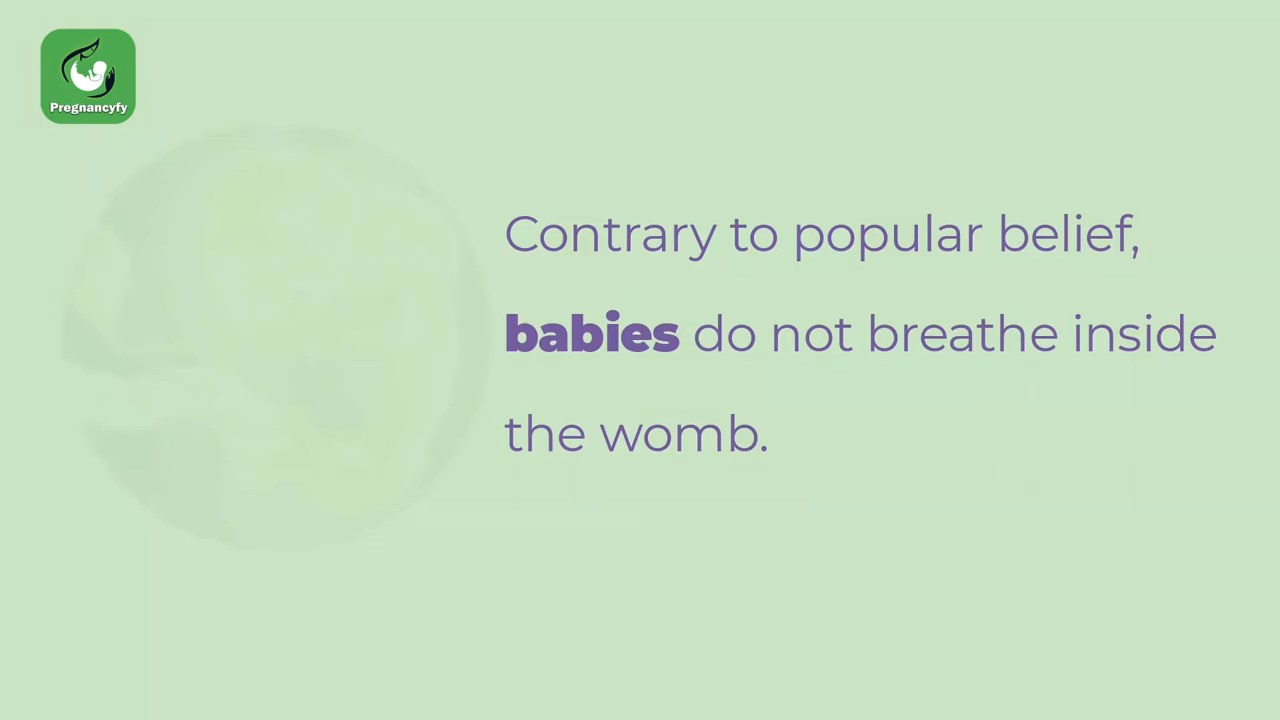 Pregnancyfy
Contrary to popular belief,
babies do not breathe inside
the womb.